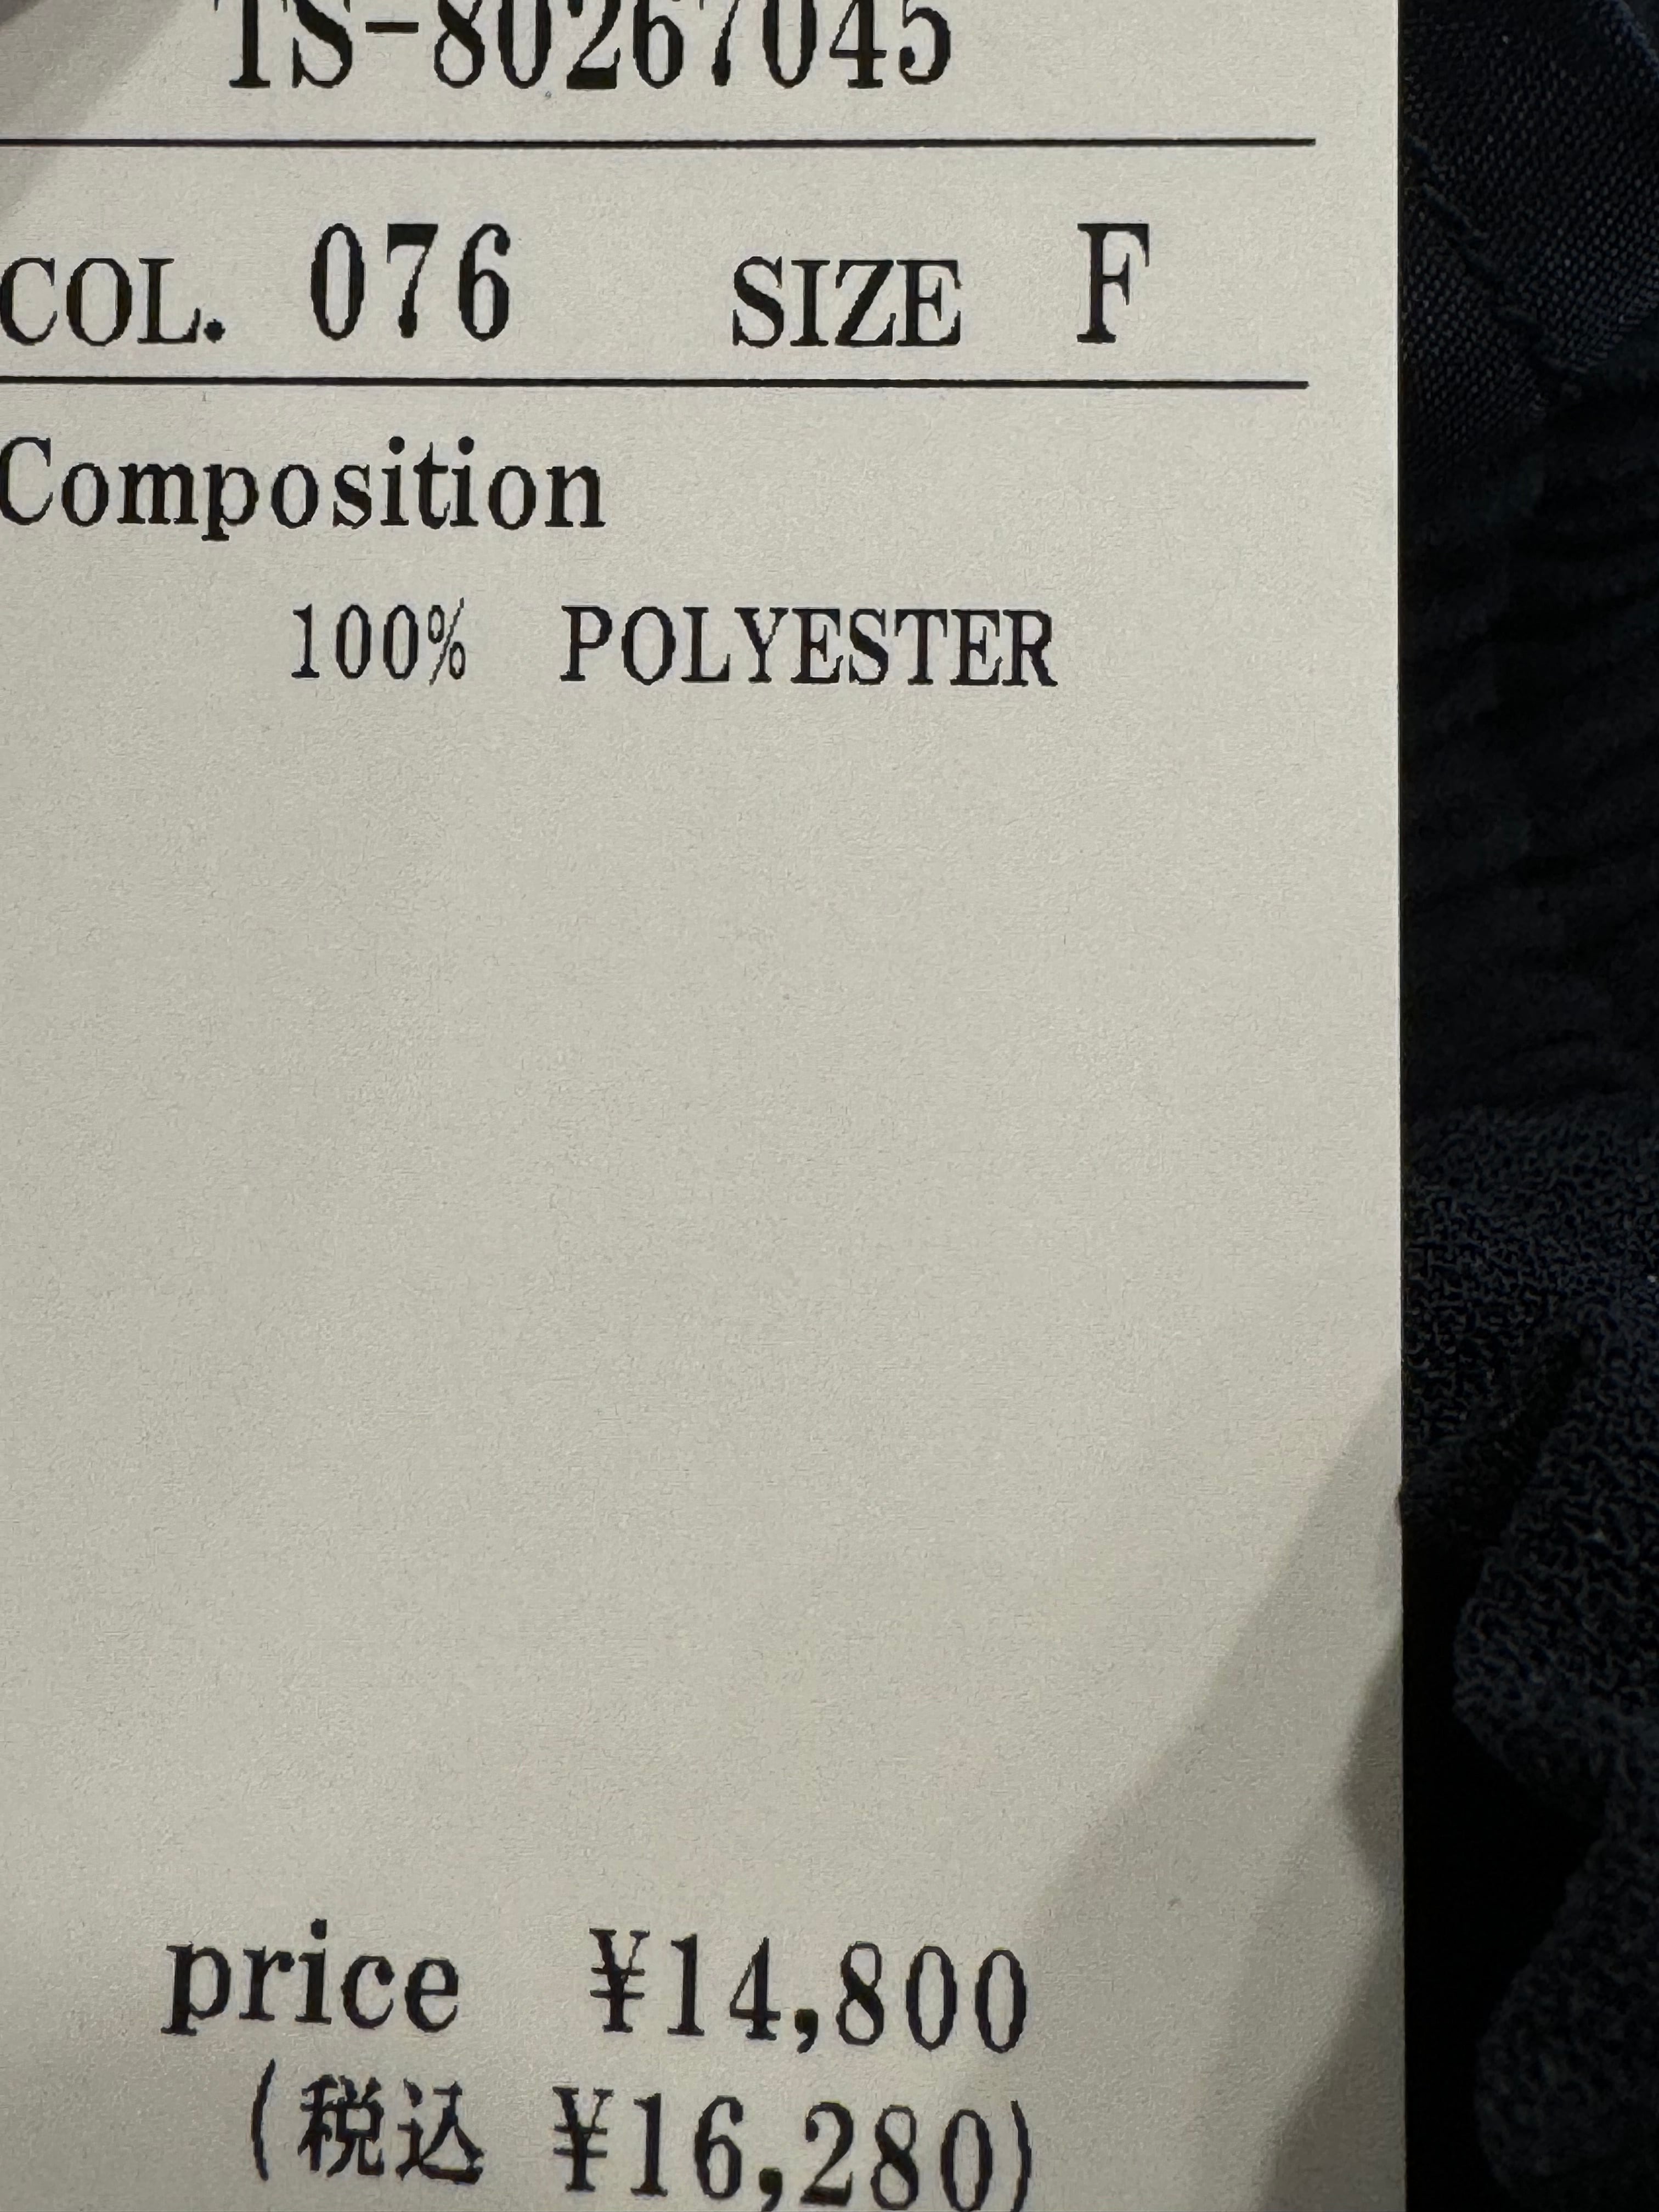 TS-80267045
COL. 076 SIZE F
Composition
100% POLYESTER
price ¥14,800
(税込 ¥16,280)